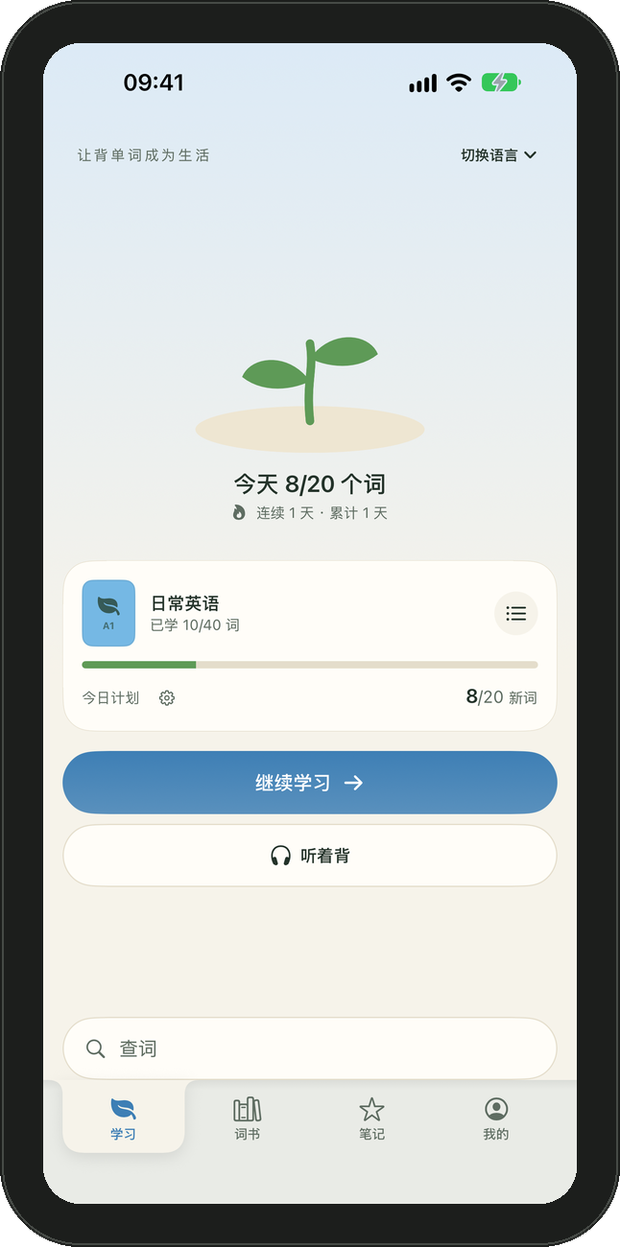 09:41
让背单词成为生活
切换语言
今天 8/20 个词
连续 1 天 · 累计 1 天
A1
日常英语
已学 10/40 词
今日计划
8/20 新词
继续学习
听着背
查词
学习
词书
笔记
我的